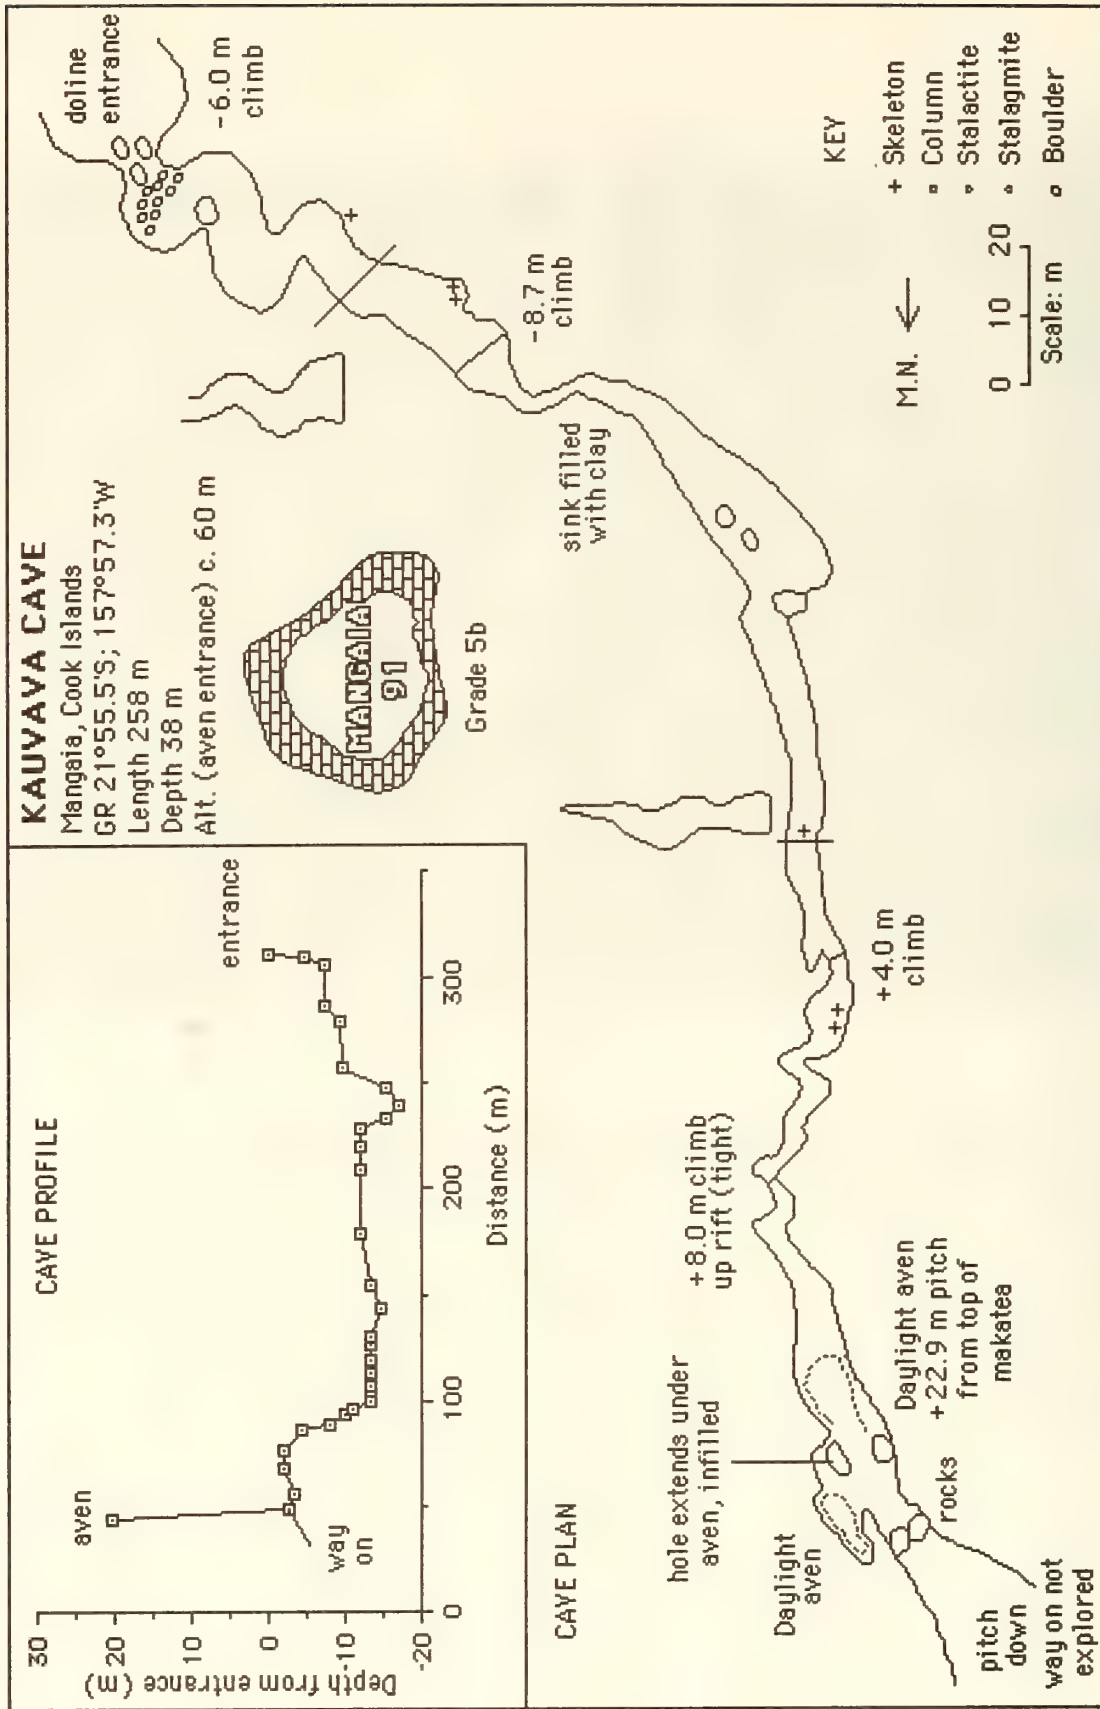 KAUVAVA CAVE
Mangaia, Cook Islands
GR 21°55.5'S; 157°57.3'W
Length 258 m
Depth 38 m
Alt. (aven entrance) c. 60 m
MANGAIA
91
Grade 5b
CAVE PROFILE
aven
way
on
entrance
30
20
10
0
-10
-20
Depth from entrance (m)
0
100
200
300
Distance (m)
doline
entrance
-6.0 m
climb
-8.7 m
climb
sink filled
with clay
+4.0 m
climb
+8.0 m climb
up rift (tight)
CAVE PLAN
hole extends under
aven, infilled
Daylight
aven
Daylight aven
+22.9 m pitch
from top of
makatea
rocks
pitch
down
way on not
explored
KEY
+ Skeleton
Column
Stalactite
Stalagmite
Boulder
M.N.
0 10 20
Scale: m